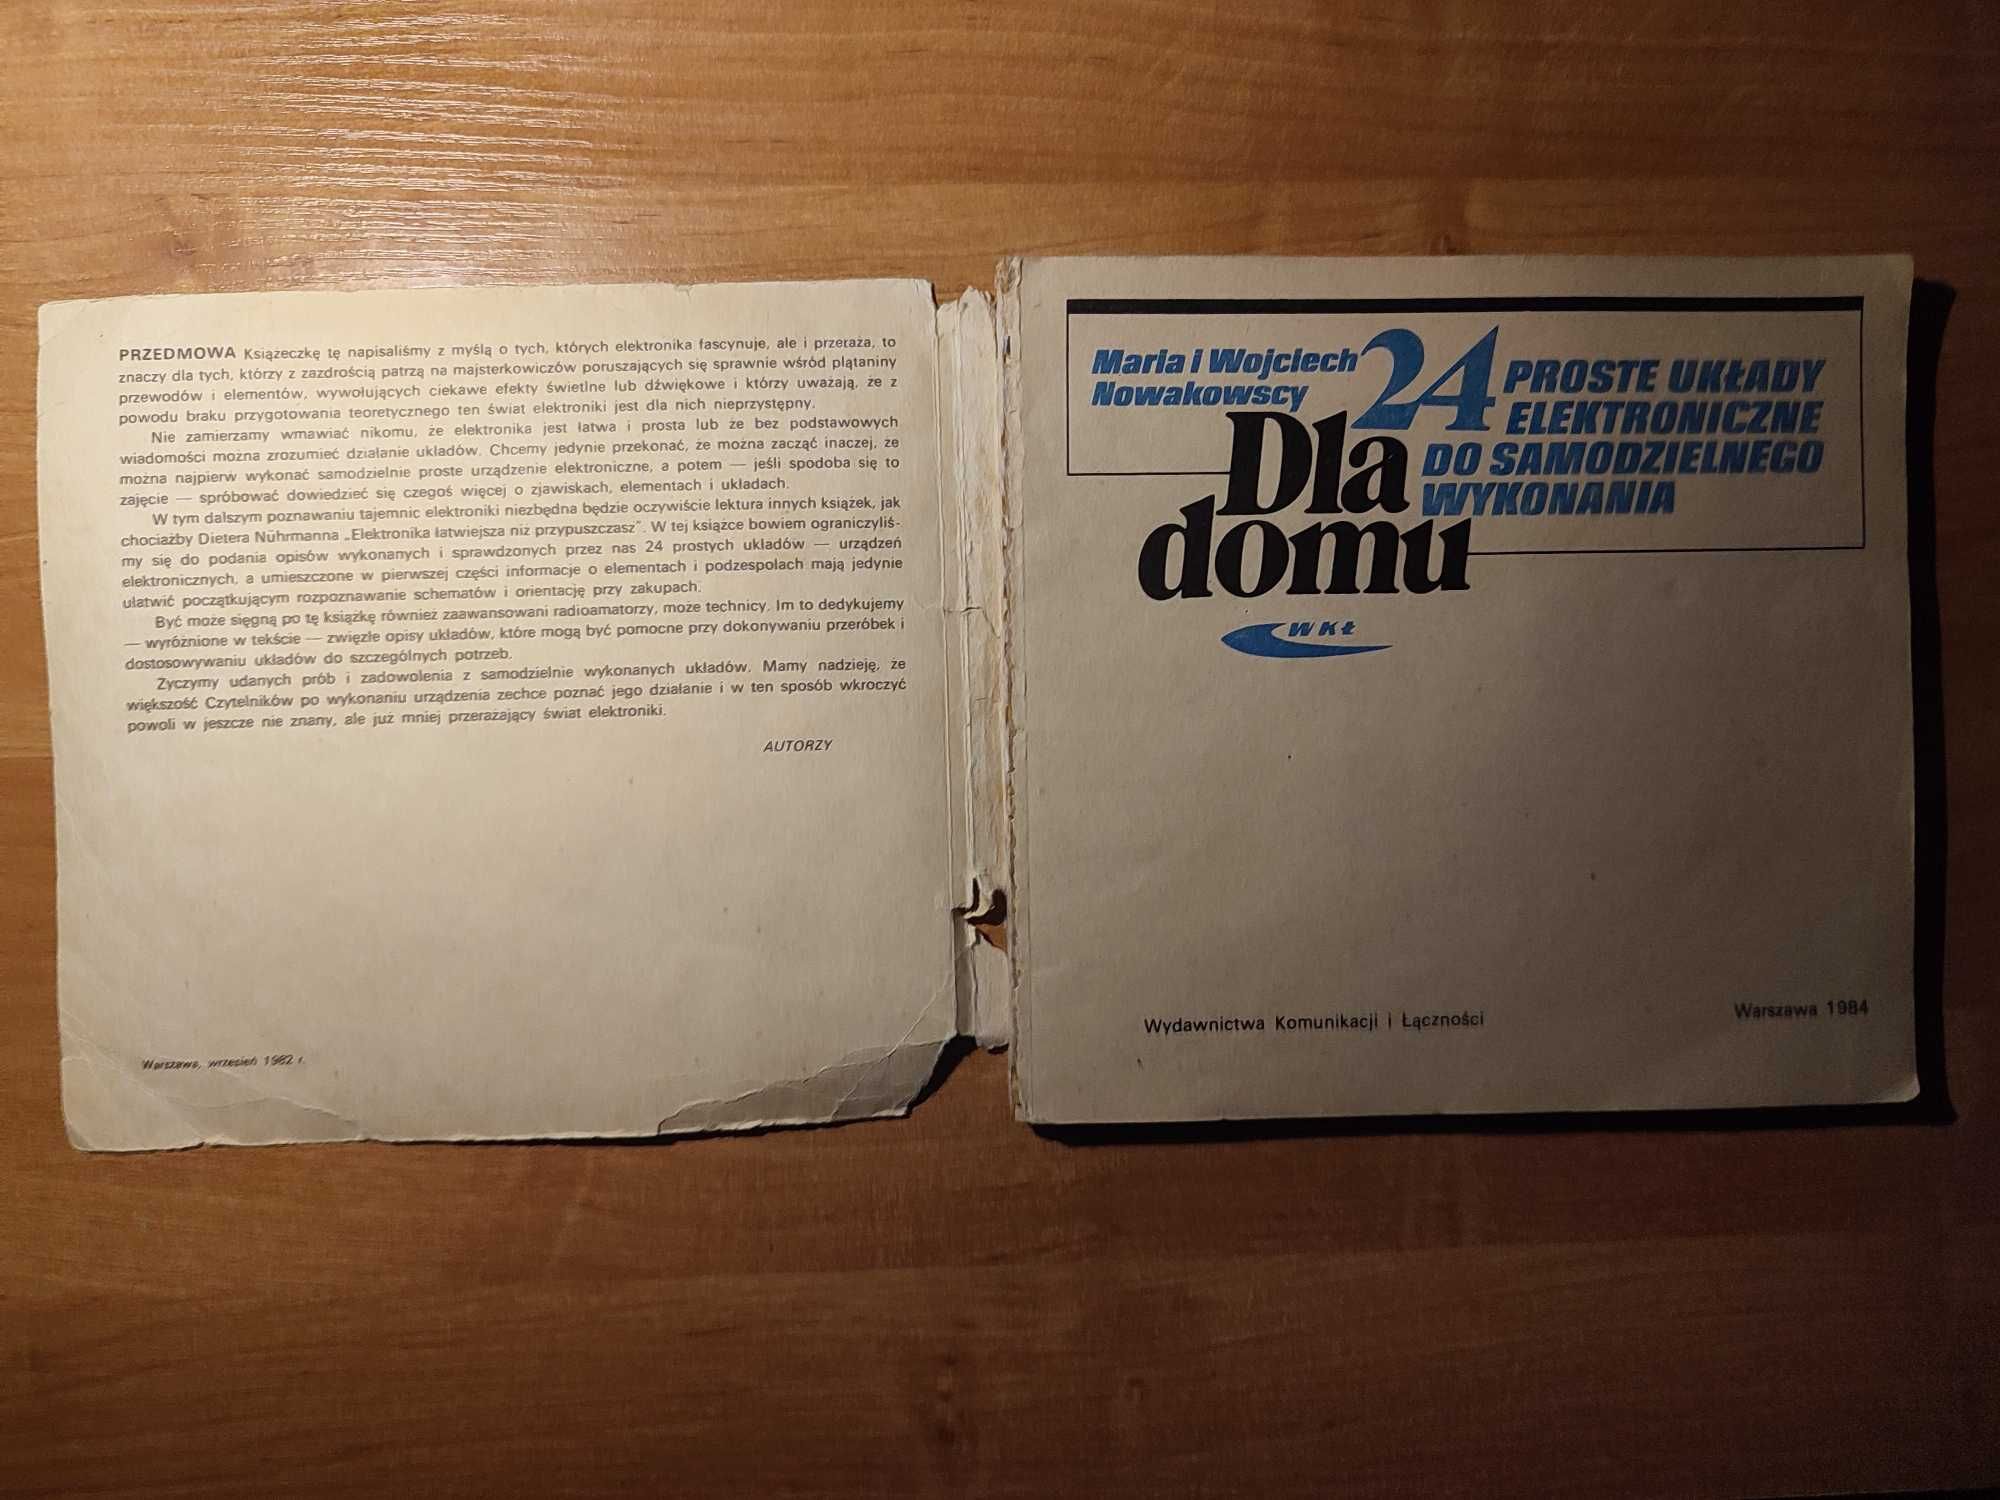 PRZEDMOWA Książeczkę tę napisaliśmy z myślą o tych, których elektronika fascynuje, ale i przeraża, to
znaczy dla tych, którzy z zazdrością patrzą na majsterkowiczów poruszających się sprawnie wśród plątaniny
przewodów i elementów, wywołujących ciekawe efekty świetlne lub dźwiękowe i którzy uważają, że z
powodu braku przygotowania teoretycznego ten świat elektroniki jest dla nich nieprzystępny.
Nie zamierzamy wmawiać nikomu, że elektronika jest łatwa i prosta lub że bez podstawowych
wiadomości można zrozumieć działanie układów. Chcemy jedynie przekonać, że można zacząć inaczej, że
można najpierw wykonać samodzielnie proste urządzenie elektroniczne, a potem — jeśli spodoba się to
zajęcie — spróbować dowiedzieć się czegoś więcej o zjawiskach, elementach i układach.
W tym dalszym poznawaniu tajemnic elektroniki niezbędna będzie oczywiście lektura innych książek, jak
chociażby Dietera Nührmanna „Elektronika łatwiejsza niż przypuszczasz”. W tej książce bowiem ograniczyliś-
my się do podania opisów wykonanych i sprawdzonych przez nas 24 prostych układów — urządzeń
elektronicznych, a umieszczone w pierwszej części informacje o elementach i podzespołach mają jedynie
ułatwić początkującym rozpoznawanie schematów i orientację przy zakupach.
Być może sięgną po tę książkę również zaawansowani radioamatorzy, może technicy. Im to dedykujemy
— wyróżnione w tekście — zwięzłe opisy układów, które mogą być pomocne przy dokonywaniu przeróbek i
dostosowywaniu układów do szczególnych potrzeb.
Życzymy udanych prób i zadowolenia z samodzielnie wykonanych układów. Mamy nadzieję, że
większość Czytelników po wykonaniu urządzenia zechce poznać jego działanie i w ten sposób wkroczyć
powoli w jeszcze nie znany, ale już mniej przerażający świat elektroniki.
AUTORZY
Warszawa, wrzesień 1982 r.
Maria i Wojciech
Nowakowscy
24 PROSTE UKŁADY
ELEKTRONICZNE
DO SAMODZIELNEGO
WYKONANIA
Dla
domu
WKŁ
Wydawnictwa Komunikacji i Łączności
Warszawa 1984